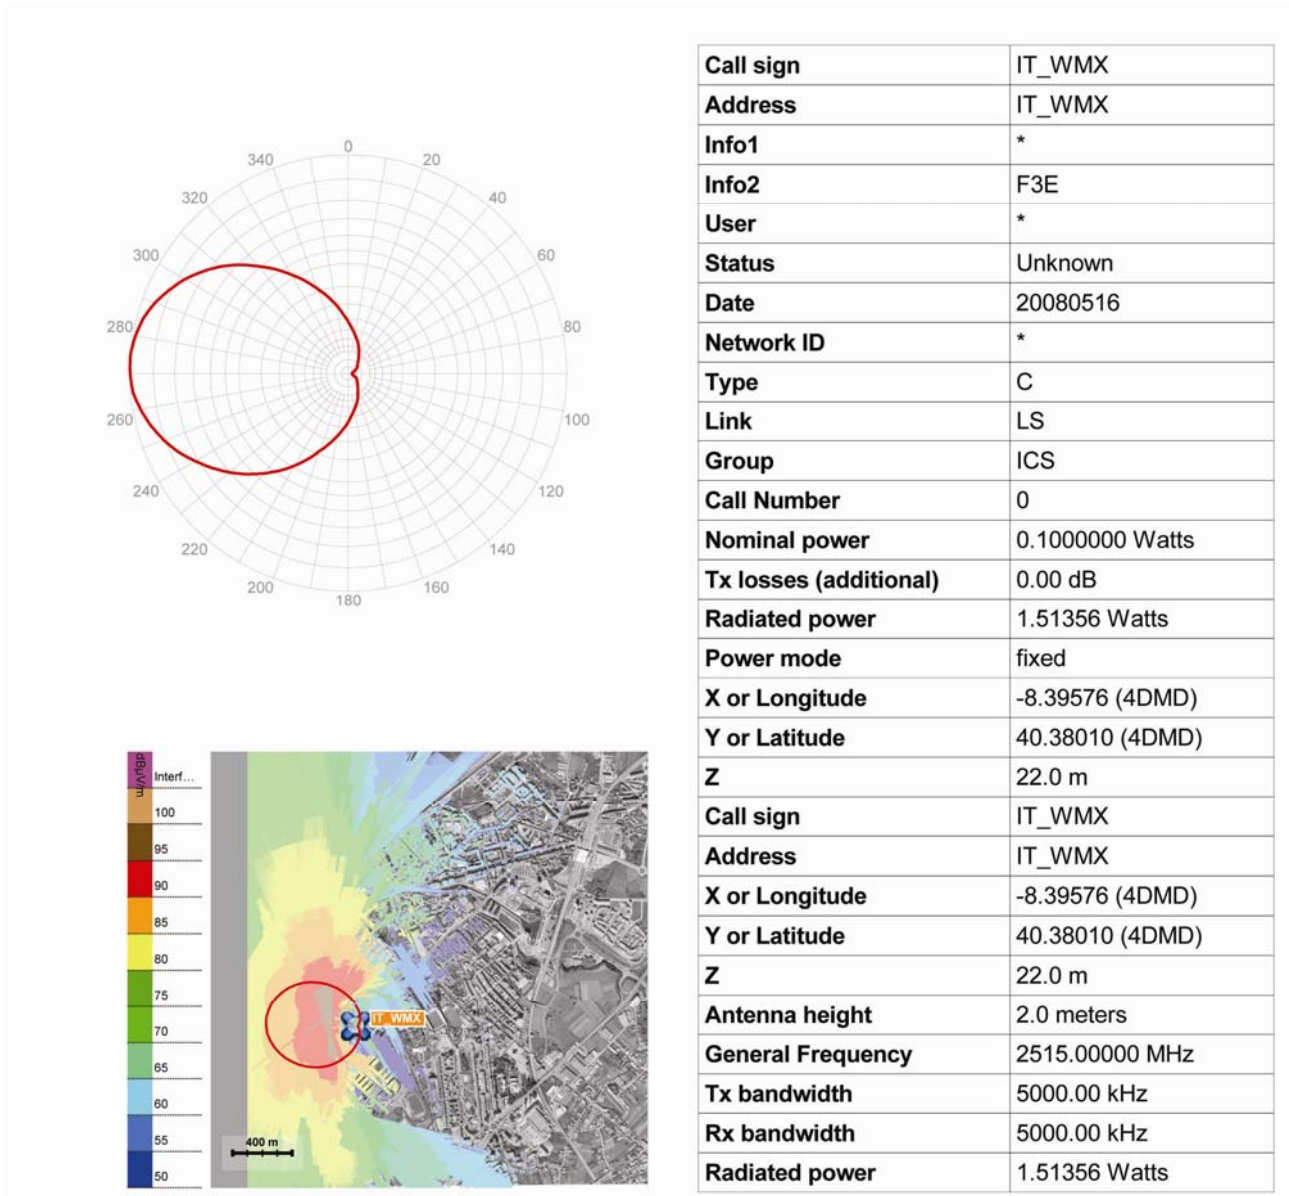 0
20
40
60
80
100
120
140
160
180
200
220
240
260
280
300
320
340
dBµV/m
Interf...
100
95
90
85
80
75
70
65
60
55
50
IT_WMX
400 m
Call sign IT_WMX
Address IT_WMX
Info1 *
Info2 F3E
User *
Status Unknown
Date 20080516
Network ID *
Type C
Link LS
Group ICS
Call Number 0
Nominal power 0.1000000 Watts
Tx losses (additional) 0.00 dB
Radiated power 1.51356 Watts
Power mode fixed
X or Longitude -8.39576 (4DMD)
Y or Latitude 40.38010 (4DMD)
Z 22.0 m
Call sign IT_WMX
Address IT_WMX
X or Longitude -8.39576 (4DMD)
Y or Latitude 40.38010 (4DMD)
Z 22.0 m
Antenna height 2.0 meters
General Frequency 2515.00000 MHz
Tx bandwidth 5000.00 kHz
Rx bandwidth 5000.00 kHz
Radiated power 1.51356 Watts